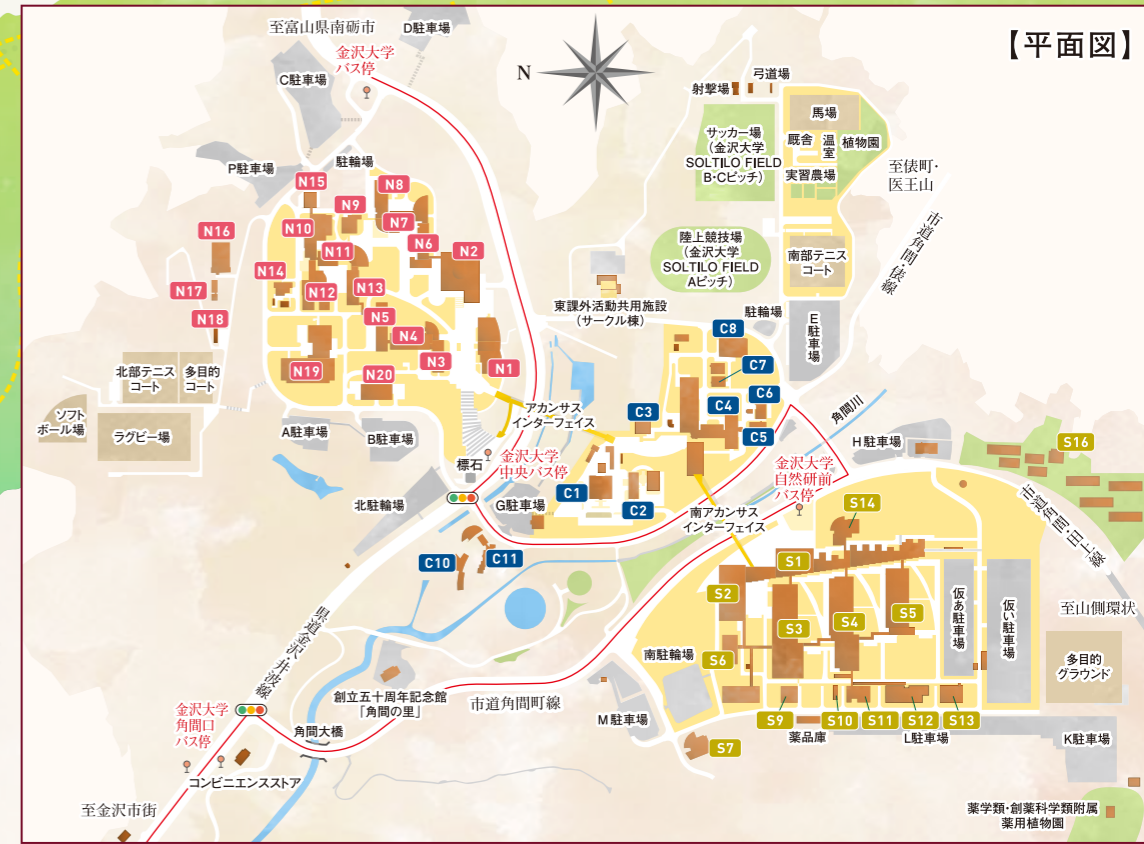 【平面図】
至富山県南砺市
D駐車場
金沢大学
バス停
C駐車場
N
弓道場
射撃場
馬場
サッカー場
(金沢大学
SOLTILO FIELD
B・Cピッチ)
厩舎
温室
植物園
実習農場
至俵町・
医王山
P駐車場
駐輪場
N15
N8
N9
N7
N10
N6
N16
N11
N2
N14
N13
N17
N12
N5
N18
N4
N3
N1
N19
N20
市道角間・俵線
陸上競技場
(金沢大学
SOLTILO FIELD
Aピッチ)
南部テニス
コート
東課外活動共用施設
(サークル棟)
駐輪場
E駐車場
C8
C7
C6
C3
C4
C5
北部テニス
コート
多目的
コート
ソフト
ボール場
ラグビー場
A駐車場
B駐車場
アカンサス
インターフェイス
角間川
H駐車場
S16
標石
金沢大学
中央バス停
金沢大学
自然研前
バス停
北駐輪場
G駐車場
C1
C2
南アカンサス
インターフェイス
市道角間・田上線
C10
C11
S14
S1
S2
S3
S4
S5
仮あ駐車場
仮い駐車場
至山側環状
多目的
グラウンド
県道金沢・井波線
南駐輪場
S6
創立五十周年記念館
「角間の里」
市道角間町線
M駐車場
S9
S10
S11
S12
S13
薬品庫
L駐車場
K駐車場
S7
金沢大学
角間口
バス停
角間大橋
コンビニエンスストア
至金沢市街
薬学類・創薬科学類附属
薬用植物園